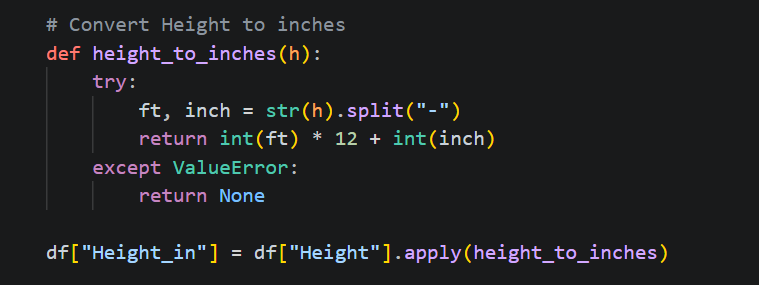 # Convert Height to inches
def height_to_inches(h):
    try:
        ft, inch = str(h).split("-")
        return int(ft) * 12 + int(inch)
    except ValueError:
        return None

df["Height_in"] = df["Height"].apply(height_to_inches)